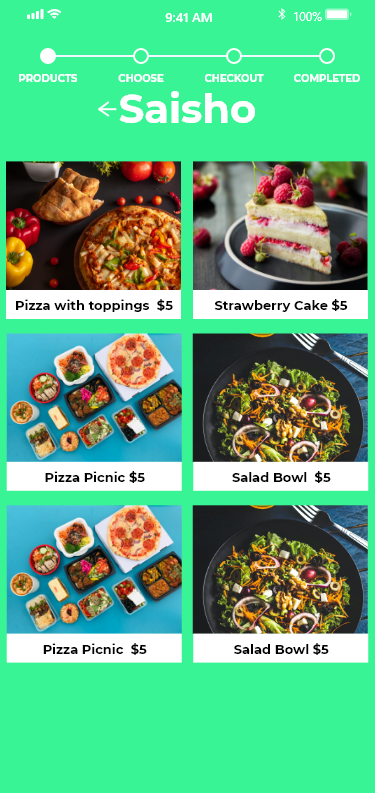 9:41 AM 100%
PRODUCTS CHOOSE CHECKOUT COMPLETED
Saisho
Pizza with toppings $5 Strawberry Cake $5
Pizza Picnic $5 Salad Bowl $5
Pizza Picnic $5 Salad Bowl $5